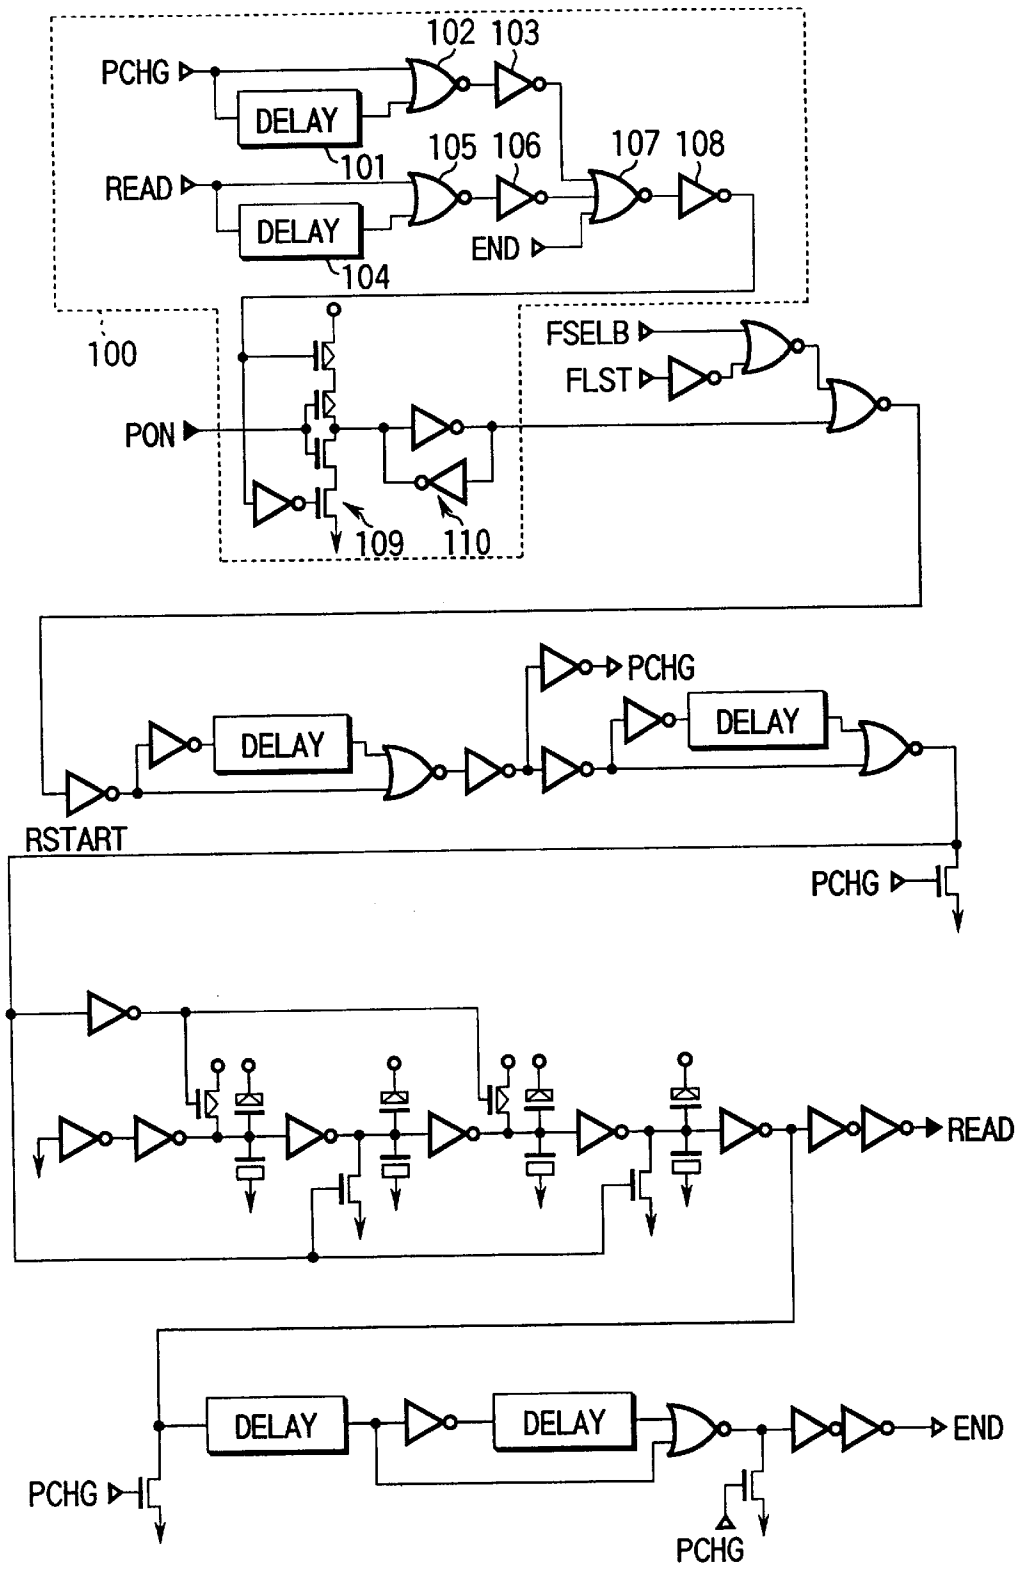 102 103
PCHG
DELAY
101
105 106 107 108
READ
DELAY
END
104
100
FSELB
FLST
PON
109 110
PCHG
DELAY
DELAY
RSTART
PCHG
READ
DELAY
DELAY
END
PCHG
PCHG